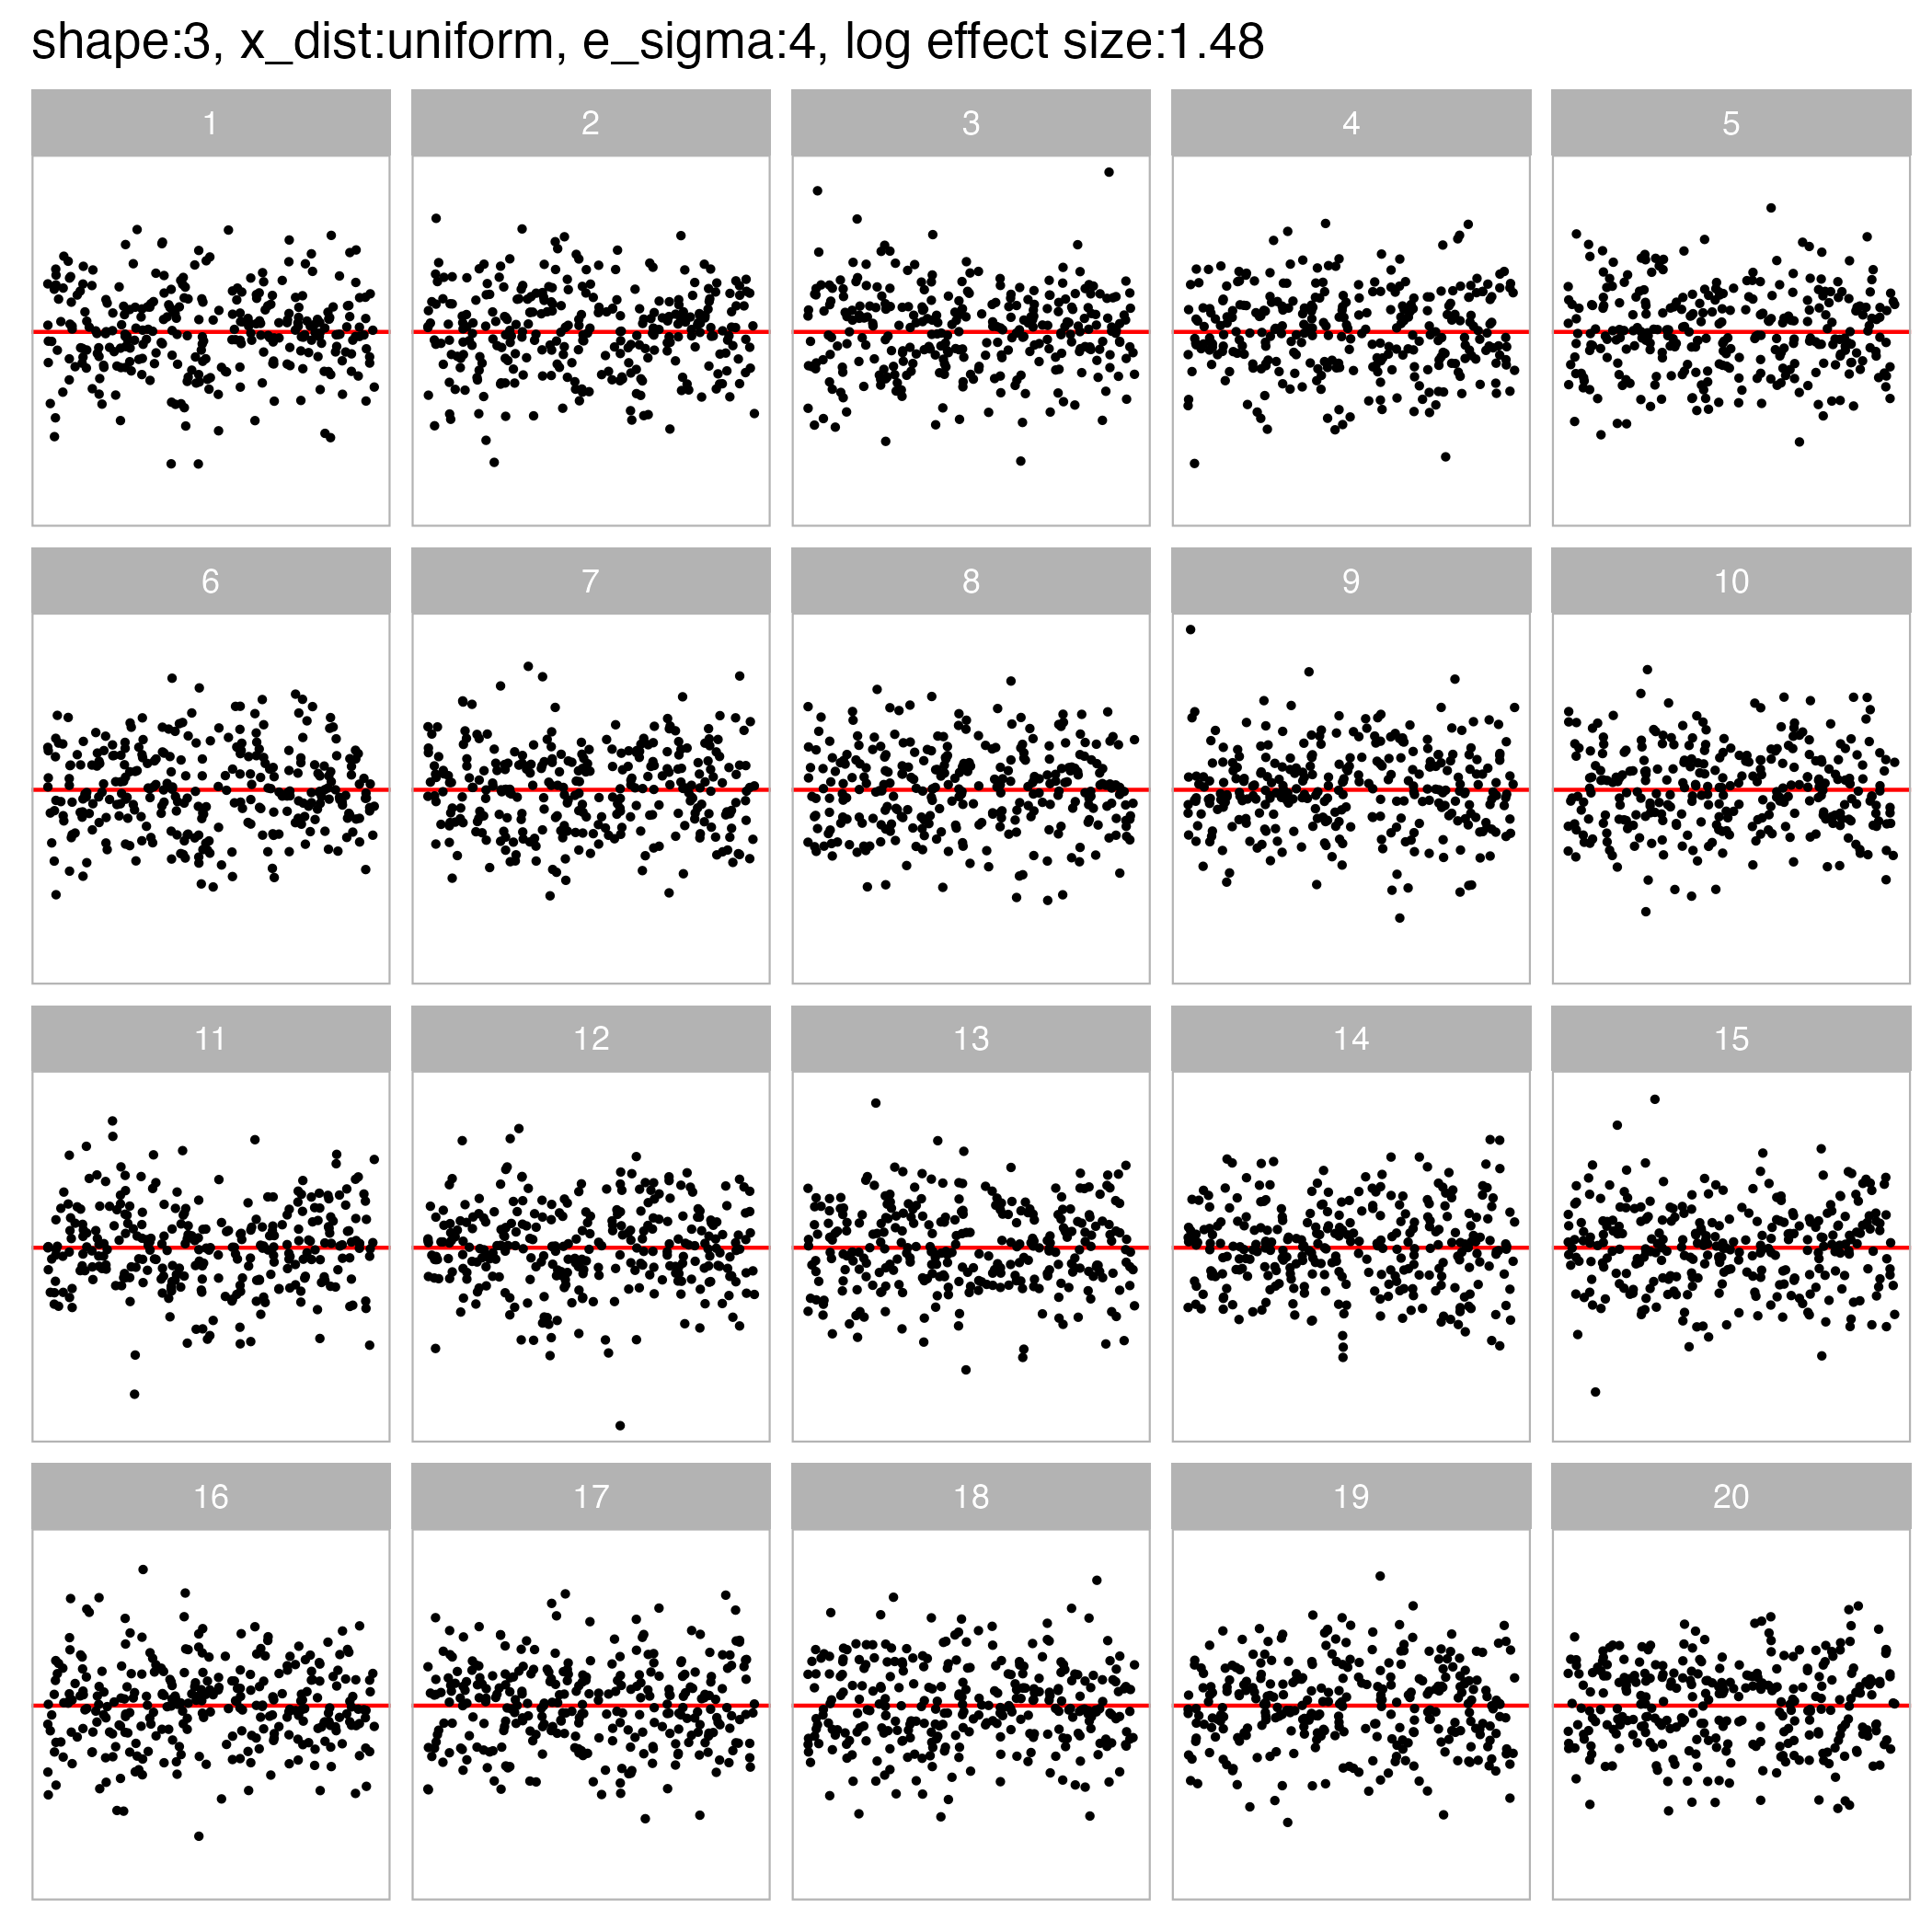 shape:3, x_dist:uniform, e_sigma:4, log effect size:1.48
1 2 3 4 5
6 7 8 9 10
11 12 13 14 15
16 17 18 19 20